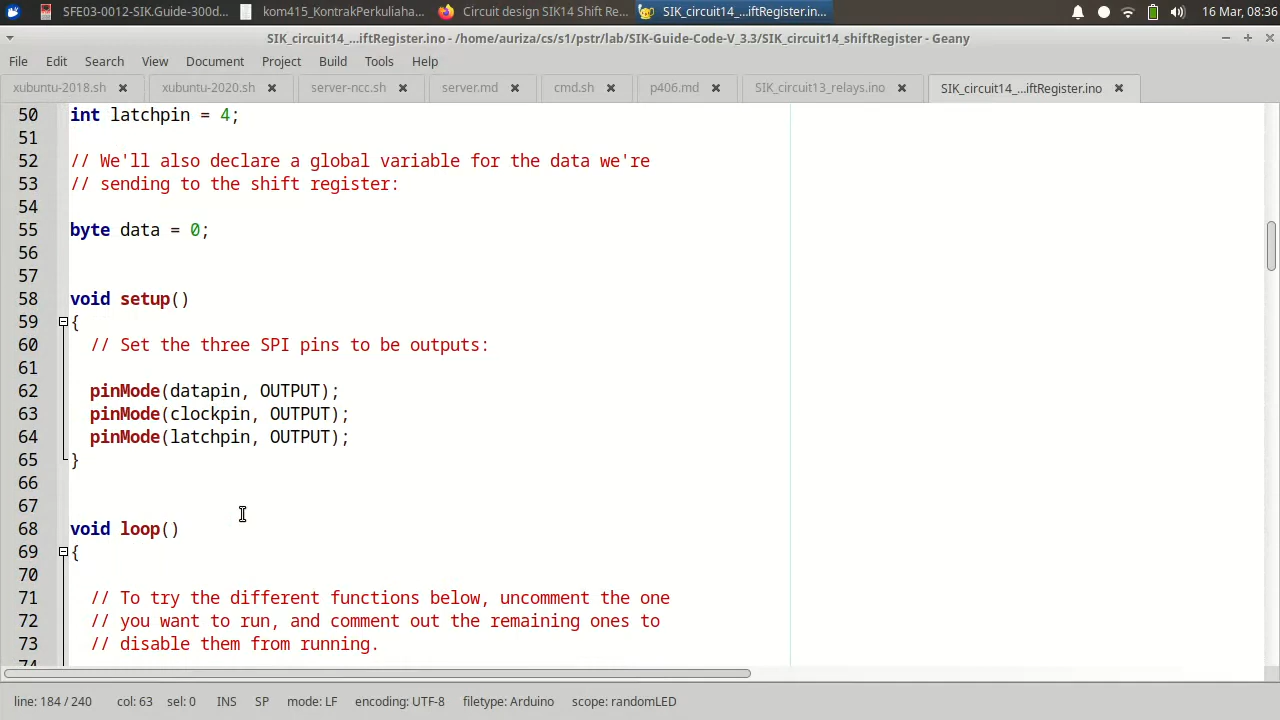 SFE03-0012-SIK.Guide-300d... kom415_KontrakPerkuliaha... Circuit design SIK14 Shift Re... SIK_circuit14_...iftRegister.in... 16 Mar, 08:36
SIK_circuit14_...iftRegister.ino - /home/auriza/cs/s1/pstr/lab/SIK-Guide-Code-V_3.3/SIK_circuit14_shiftRegister - Geany
File Edit Search View Document Project Build Tools Help
xubuntu-2018.sh xubuntu-2020.sh server-ncc.sh server.md cmd.sh p406.md SIK_circuit13_relays.ino SIK_circuit14_...iftRegister.ino
50 int latchpin = 4;
51
52 // We'll also declare a global variable for the data we're
53 // sending to the shift register:
54
55 byte data = 0;
56
57
58 void setup()
59 {
60 // Set the three SPI pins to be outputs:
61
62 pinMode(datapin, OUTPUT);
63 pinMode(clockpin, OUTPUT);
64 pinMode(latchpin, OUTPUT);
65 }
66
67
68 void loop()
69 {
70
71 // To try the different functions below, uncomment the one
72 // you want to run, and comment out the remaining ones to
73 // disable them from running.
74
line: 184 / 240 col: 63 sel: 0 INS SP mode: LF encoding: UTF-8 filetype: Arduino scope: randomLED